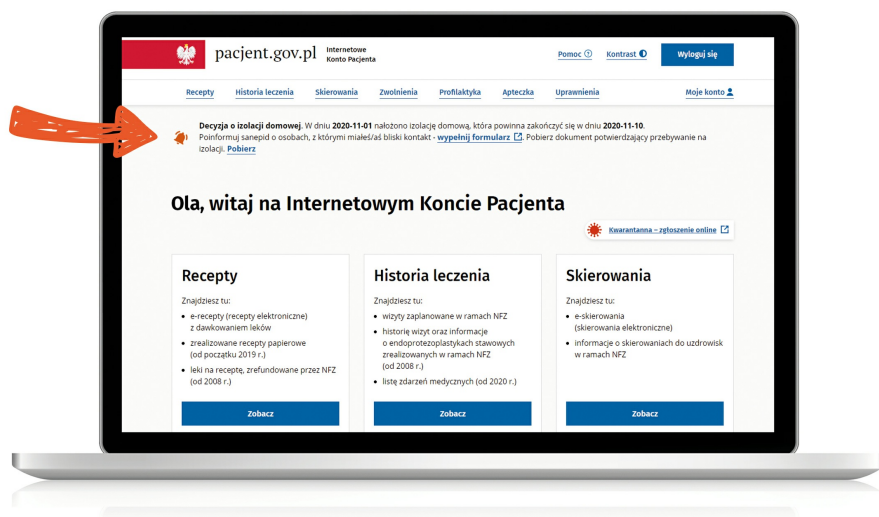 pacjent.gov.pl
Internetowe
Konto Pacjenta
Pomoc
Kontrast
Wyloguj się
Recepty
Historia leczenia
Skierowania
Zwolnienia
Profilaktyka
Apteczka
Uprawnienia
Moje konto
Decyzja o izolacji domowej. W dniu 2020-11-01 nałożono izolację domową, która powinna zakończyć się w dniu 2020-11-10.
Poinformuj sanepid o osobach, z którymi miałeś/aś bliski kontakt - wypełnij formularz. Pobierz dokument potwierdzający przebywanie na
izolacji. Pobierz
Ola, witaj na Internetowym Koncie Pacjenta
Kwarantanna – zgłoszenie online
Recepty
Znajdziesz tu:
• e-recepty (recepty elektroniczne)
z dawkowaniem leków
• zrealizowane recepty papierowe
(od początku 2019 r.)
• leki na receptę, zrefundowane przez NFZ
(od 2008 r.)
Zobacz
Historia leczenia
Znajdziesz tu:
• wizyty zaplanowane w ramach NFZ
• historię wizyt oraz informacje
o endoprotezoplastykach stawowych
zrealizowanych w ramach NFZ
(od 2008 r.)
• listę zdarzeń medycznych (od 2020 r.)
Zobacz
Skierowania
Znajdziesz tu:
• e-skierowania
(skierowania elektroniczne)
• informacje o skierowaniach do uzdrowisk
w ramach NFZ
Zobacz